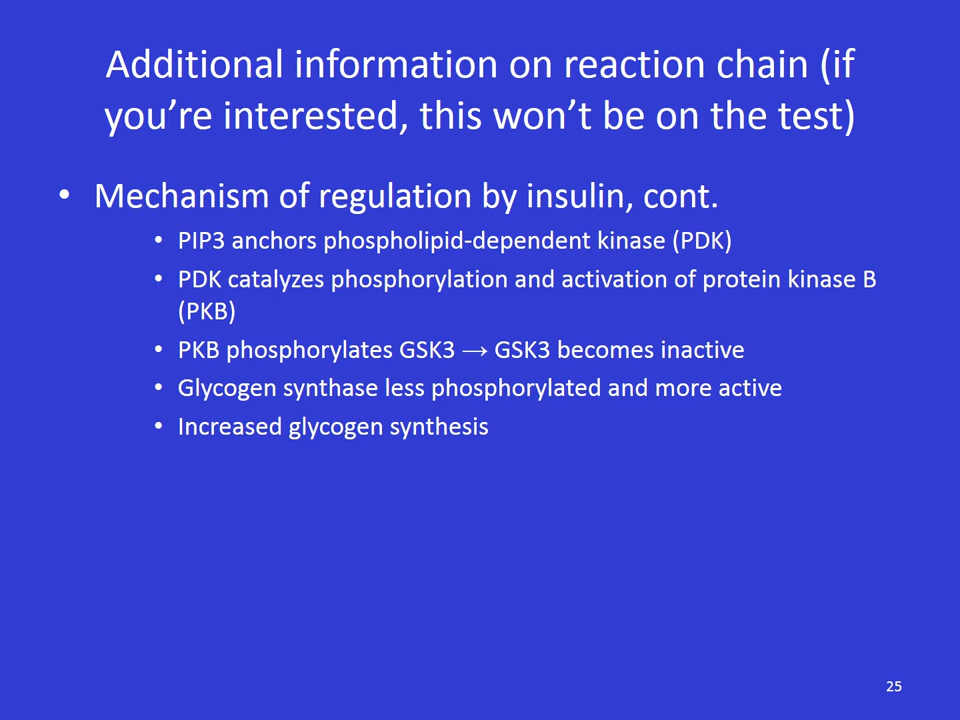 Additional information on reaction chain (if
you’re interested, this won’t be on the test)
• Mechanism of regulation by insulin, cont.
• PIP3 anchors phospholipid-dependent kinase (PDK)
• PDK catalyzes phosphorylation and activation of protein kinase B
(PKB)
• PKB phosphorylates GSK3 → GSK3 becomes inactive
• Glycogen synthase less phosphorylated and more active
• Increased glycogen synthesis
25